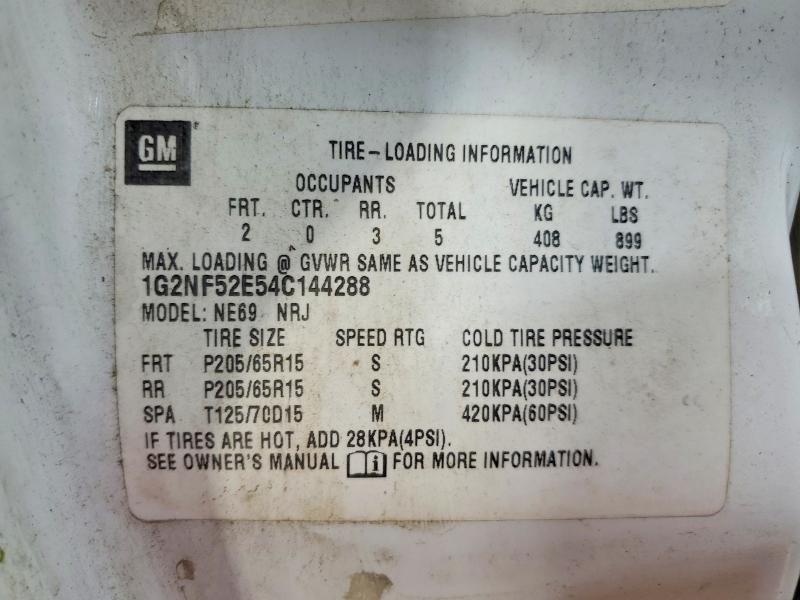 GM
TIRE-LOADING INFORMATION
OCCUPANTS VEHICLE CAP. WT.
FRT. CTR. RR. TOTAL KG LBS
2 0 3 5 408 899
MAX. LOADING @ GVWR SAME AS VEHICLE CAPACITY WEIGHT.
1G2NF52E54C144288
MODEL: NE69 NRJ
TIRE SIZE SPEED RTG COLD TIRE PRESSURE
FRT P205/65R15 S 210KPA(30PSI)
RR P205/65R15 S 210KPA(30PSI)
SPA T125/70D15 M 420KPA(60PSI)
IF TIRES ARE HOT, ADD 28KPA(4PSI).
SEE OWNER'S MANUAL i FOR MORE INFORMATION.